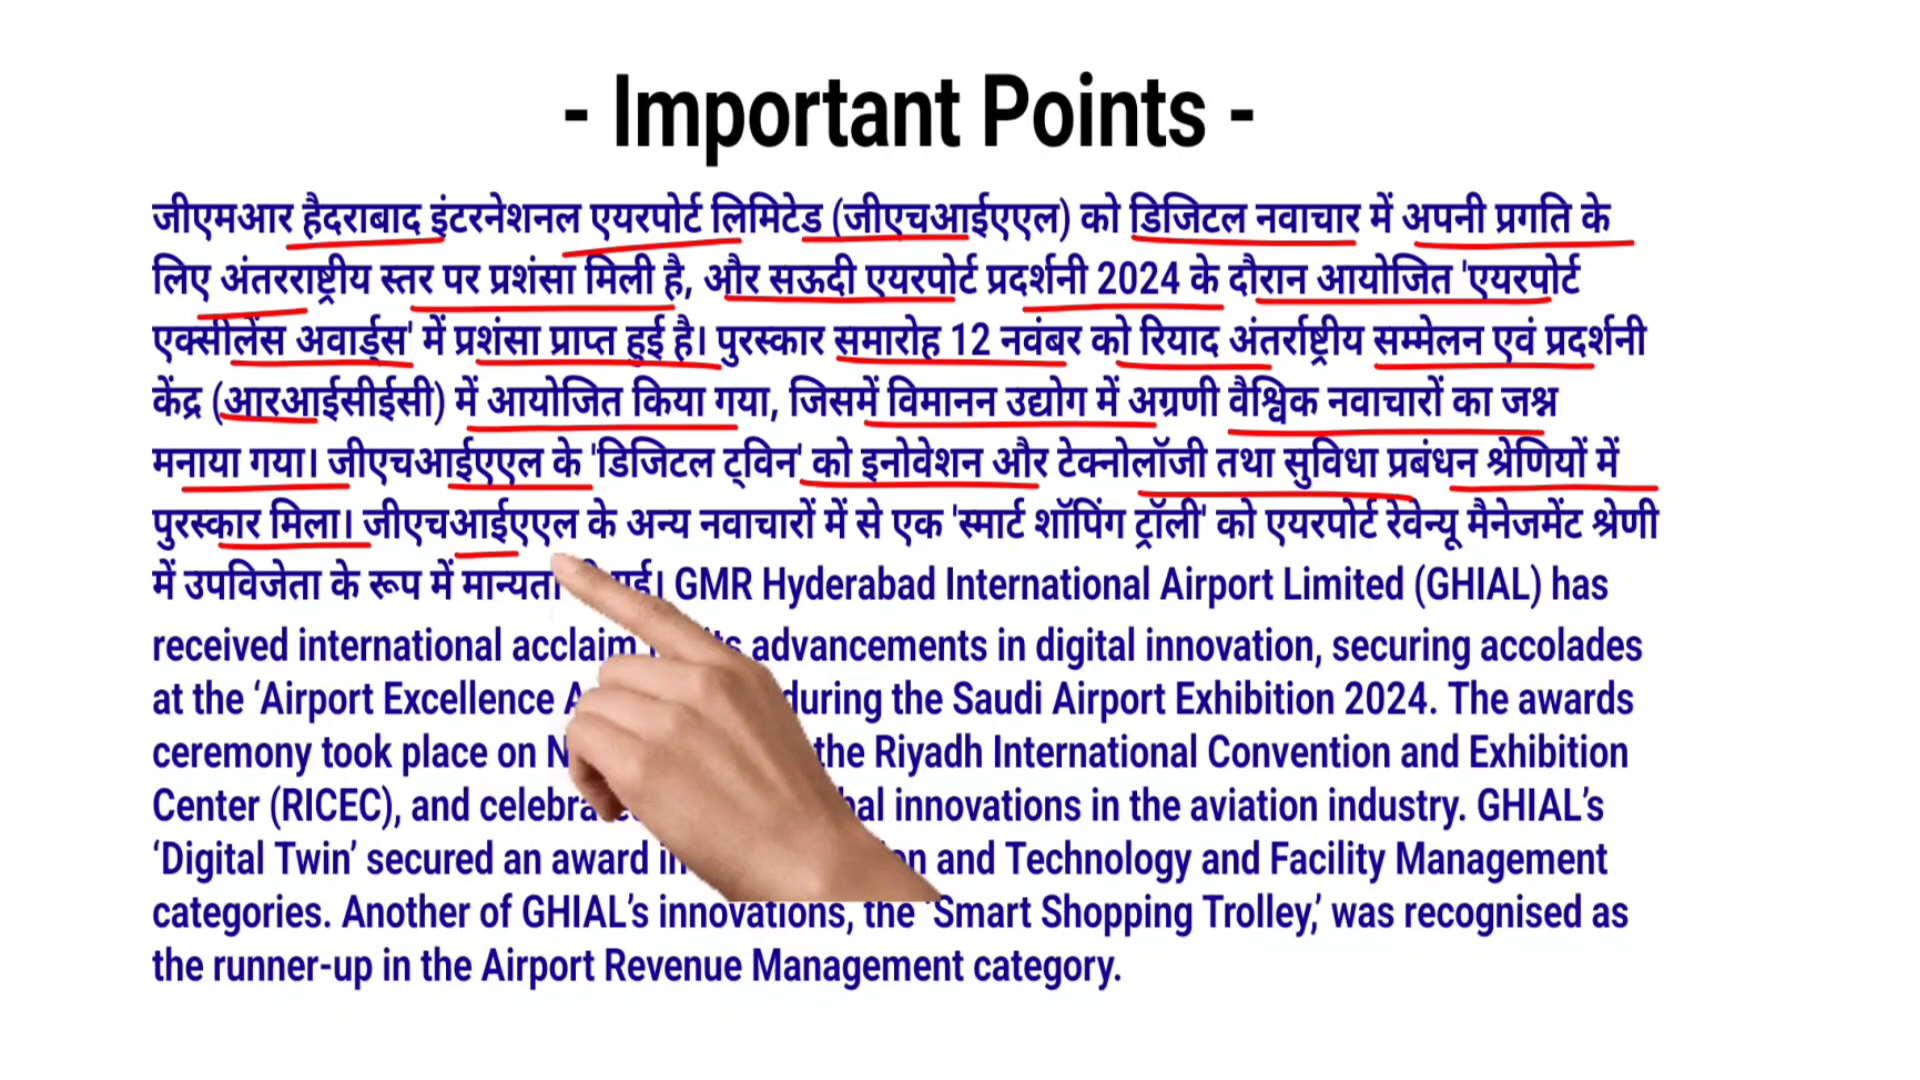 - Important Points -
जीएमआर हैदराबाद इंटरनेशनल एयरपोर्ट लिमिटेड (जीएचआईएएल) को डिजिटल नवाचार में अपनी प्रगति के
लिए अंतरराष्ट्रीय स्तर पर प्रशंसा मिली है, और सऊदी एयरपोर्ट प्रदर्शनी 2024 के दौरान आयोजित 'एयरपोर्ट
एक्सीलेंस अवार्ड्स' में प्रशंसा प्राप्त हुई है। पुरस्कार समारोह 12 नवंबर को रियाद अंतर्राष्ट्रीय सम्मेलन एवं प्रदर्शनी
केंद्र (आरआईसीईसी) में आयोजित किया गया, जिसमें विमानन उद्योग में अग्रणी वैश्विक नवाचारों का जश्न
मनाया गया। जीएचआईएएल के 'डिजिटल ट्विन' को इनोवेशन और टेक्नोलॉजी तथा सुविधा प्रबंधन श्रेणियों में
पुरस्कार मिला। जीएचआईएएल के अन्य नवाचारों में से एक 'स्मार्ट शॉपिंग ट्रॉली' को एयरपोर्ट रेवेन्यू मैनेजमेंट श्रेणी
में उपविजेता के रूप में मान्यता GMR Hyderabad International Airport Limited (GHIAL) has
received international acclaim advancements in digital innovation, securing accolades
at the ‘Airport Excellence during the Saudi Airport Exhibition 2024. The awards
ceremony took place on the Riyadh International Convention and Exhibition
Center (RICEC), and innovations in the aviation industry. GHIAL’s
‘Digital Twin’ secured an award and Technology and Facility Management
categories. Another of GHIAL’s innovations, the ‘Smart Shopping Trolley,’ was recognised as
the runner-up in the Airport Revenue Management category.